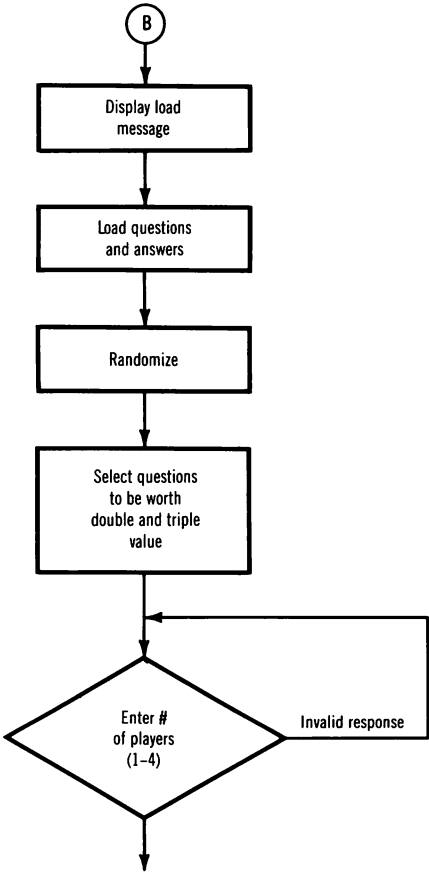 B
Display load
message
Load questions
and answers
Randomize
Select questions
to be worth
double and triple
value
Enter #
of players
(1–4)
Invalid response